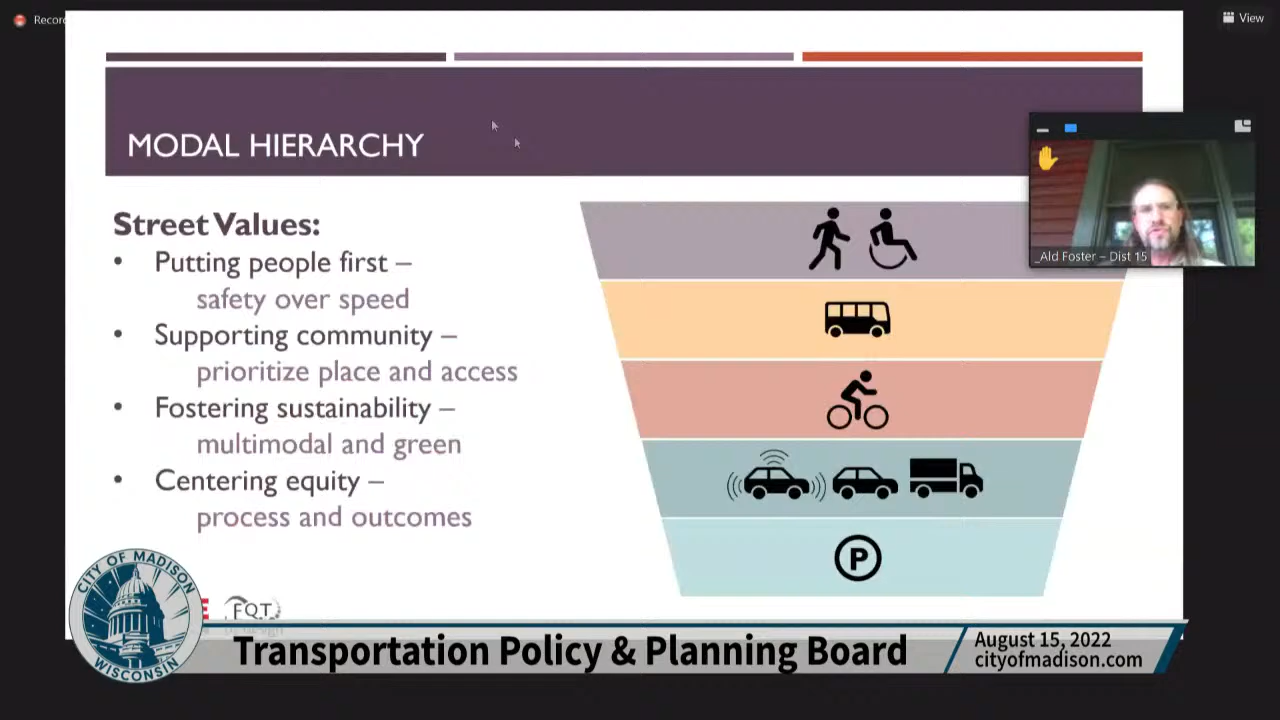 Recor
View
MODAL HIERARCHY
_Ald Foster – Dist 15
Street Values:
• Putting people first –
safety over speed
• Supporting community –
prioritize place and access
• Fostering sustainability –
multimodal and green
• Centering equity –
process and outcomes
P
CITY OF MADISON
WISCONSIN
E
EQT
Transportation Policy & Planning Board
August 15, 2022
cityofmadison.com